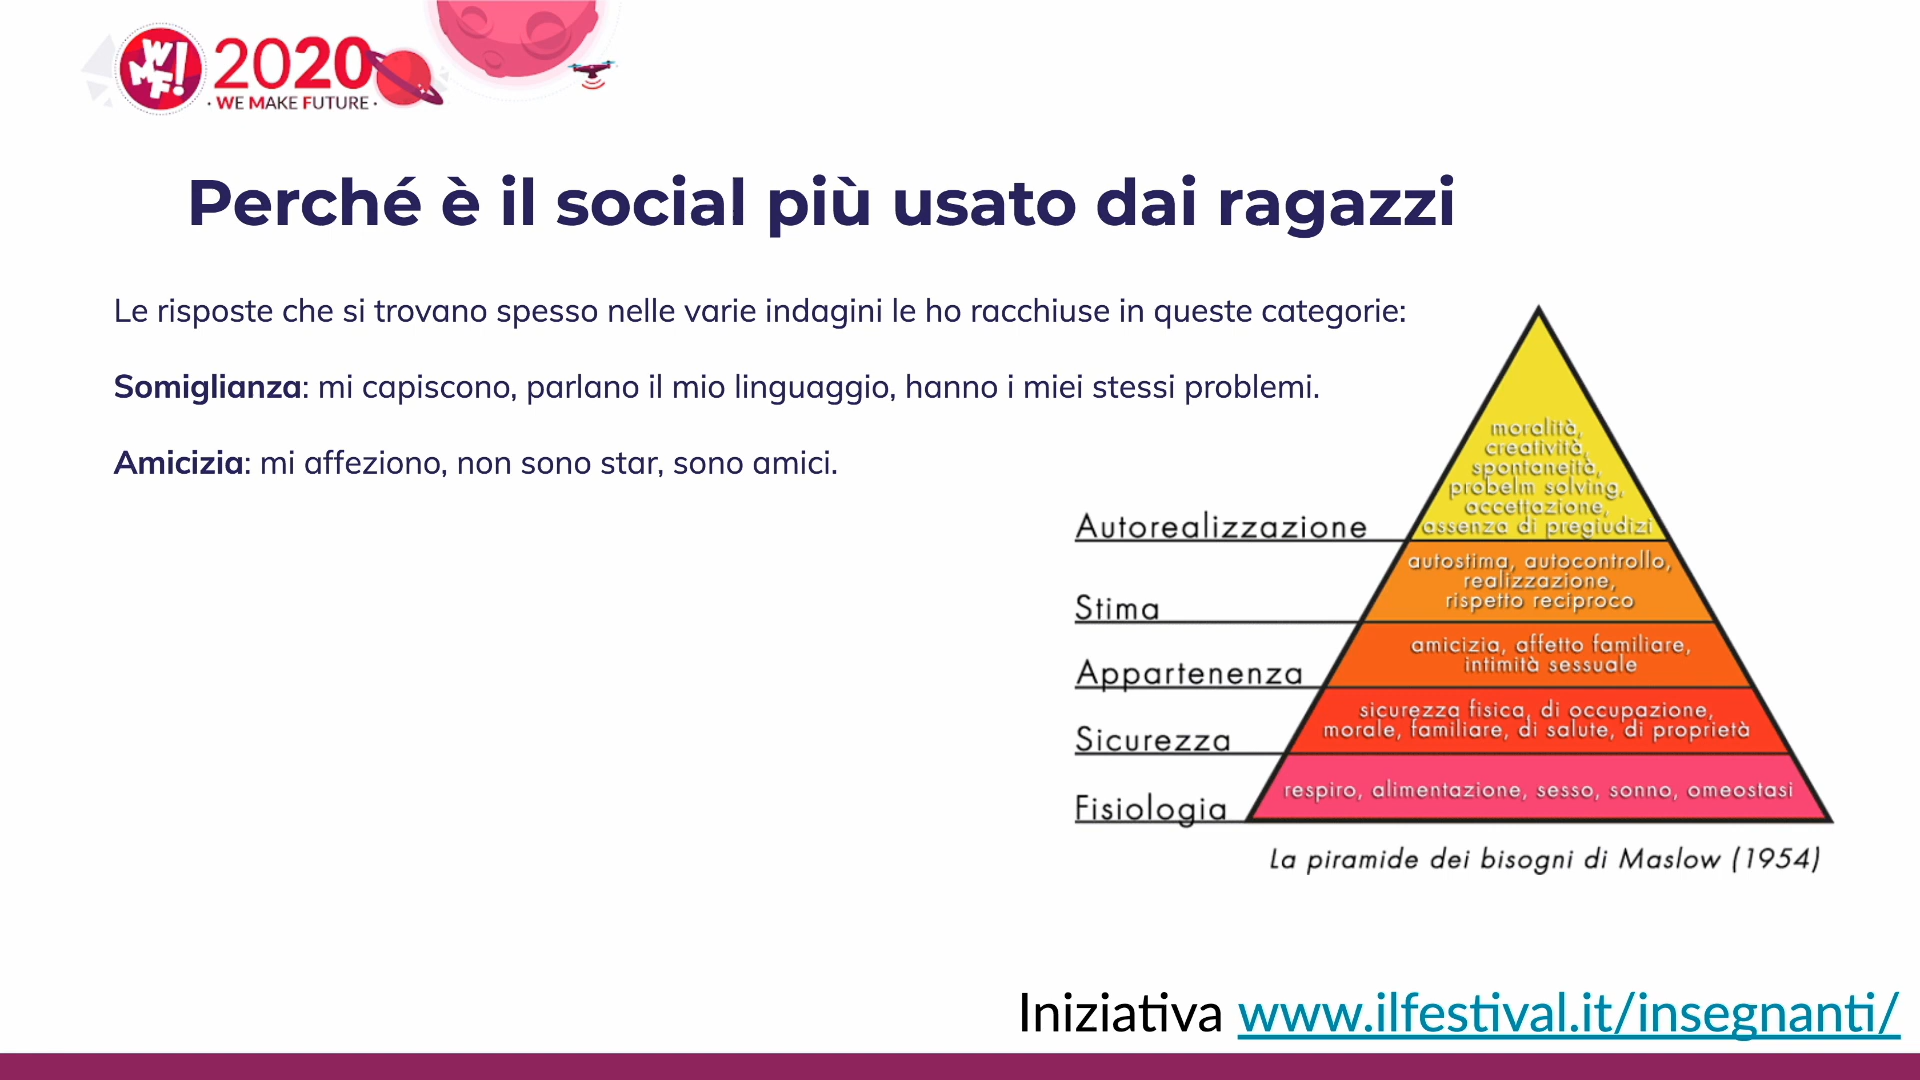 WMF!
2020
· WE MAKE FUTURE ·
Perché è il social più usato dai ragazzi
Le risposte che si trovano spesso nelle varie indagini le ho racchiuse in queste categorie:
Somiglianza: mi capiscono, parlano il mio linguaggio, hanno i miei stessi problemi.
Amicizia: mi affeziono, non sono star, sono amici.
moralità,
creatività,
spontaneità,
probelm solving,
accettazione,
assenza di pregiudizi
Autorealizzazione
autostima, autocontrollo,
realizzazione,
rispetto reciproco
Stima
amicizia, affetto familiare,
intimità sessuale
Appartenenza
sicurezza fisica, di occupazione,
morale, familiare, di salute, di proprietà
Sicurezza
respiro, alimentazione, sesso, sonno, omeostasi
Fisiologia
La piramide dei bisogni di Maslow (1954)
Iniziativa www.ilfestival.it/insegnanti/